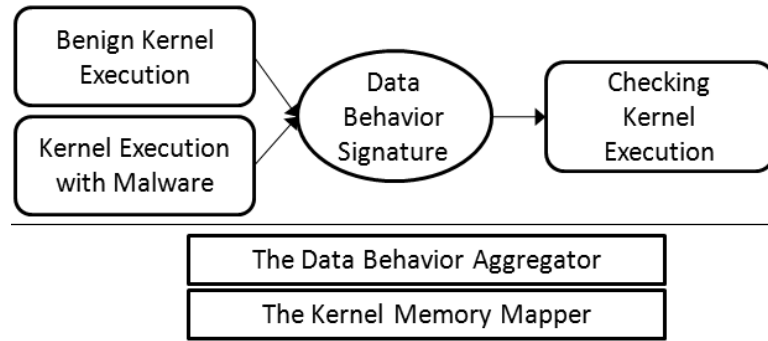 Benign Kernel
Execution
Kernel Execution
with Malware
Data
Behavior
Signature
Checking
Kernel
Execution
The Data Behavior Aggregator
The Kernel Memory Mapper